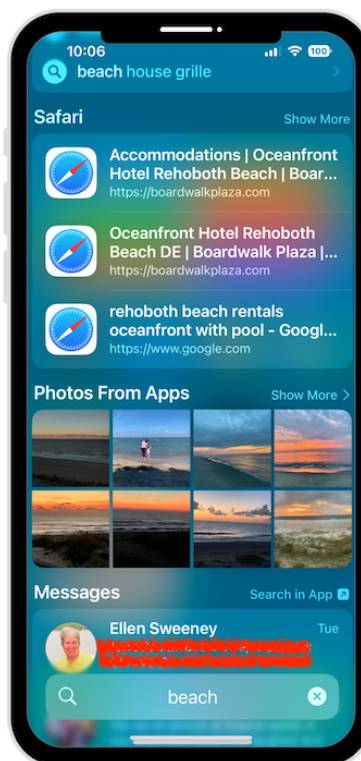 10:06
100
beach house grille
Safari Show More
Accommodations | Oceanfront
Hotel Rehoboth Beach | Boar...
https://boardwalkplaza.com
Oceanfront Hotel Rehoboth
Beach DE | Boardwalk Plaza |...
https://boardwalkplaza.com
rehoboth beach rentals
oceanfront with pool - Googl...
https://www.google.com
Photos From Apps Show More
Messages Search in App
Ellen Sweeney Tue
beach